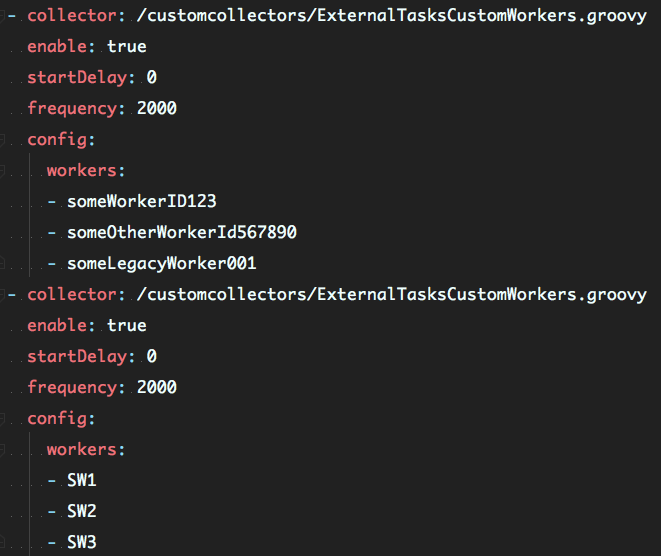 - collector: /customcollectors/ExternalTasksCustomWorkers.groovy
  enable: true
  startDelay: 0
  frequency: 2000
  config:
    workers:
    - someWorkerID123
    - someOtherWorkerId567890
    - someLegacyWorker001
- collector: /customcollectors/ExternalTasksCustomWorkers.groovy
  enable: true
  startDelay: 0
  frequency: 2000
  config:
    workers:
    - SW1
    - SW2
    - SW3